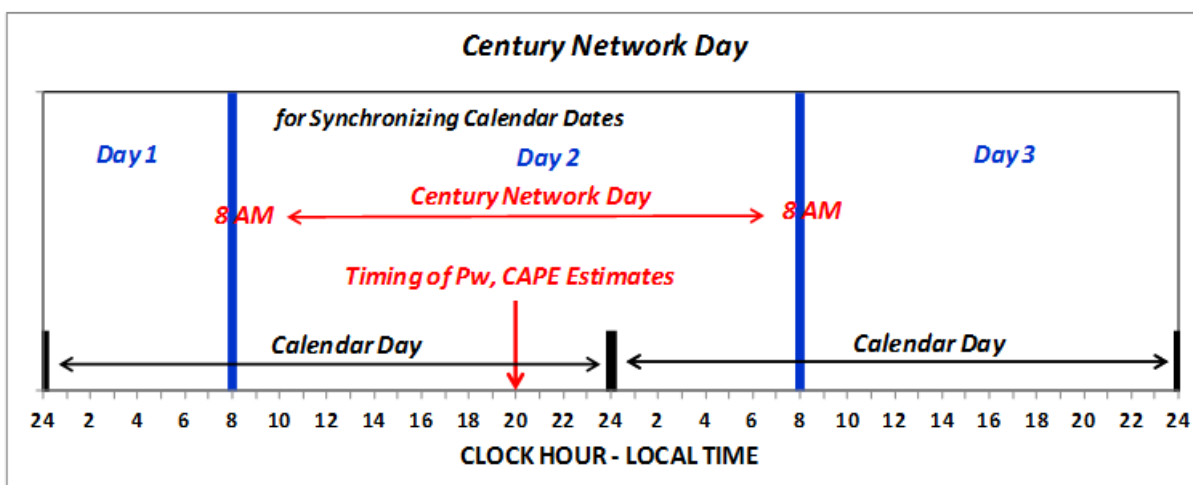 Century Network Day
for Synchronizing Calendar Dates
Day 1
Day 2
Day 3
Century Network Day
8 AM
8 AM
Timing of Pw, CAPE Estimates
Calendar Day
Calendar Day
24 2 4 6 8 10 12 14 16 18 20 22 24 2 4 6 8 10 12 14 16 18 20 22 24
CLOCK HOUR - LOCAL TIME